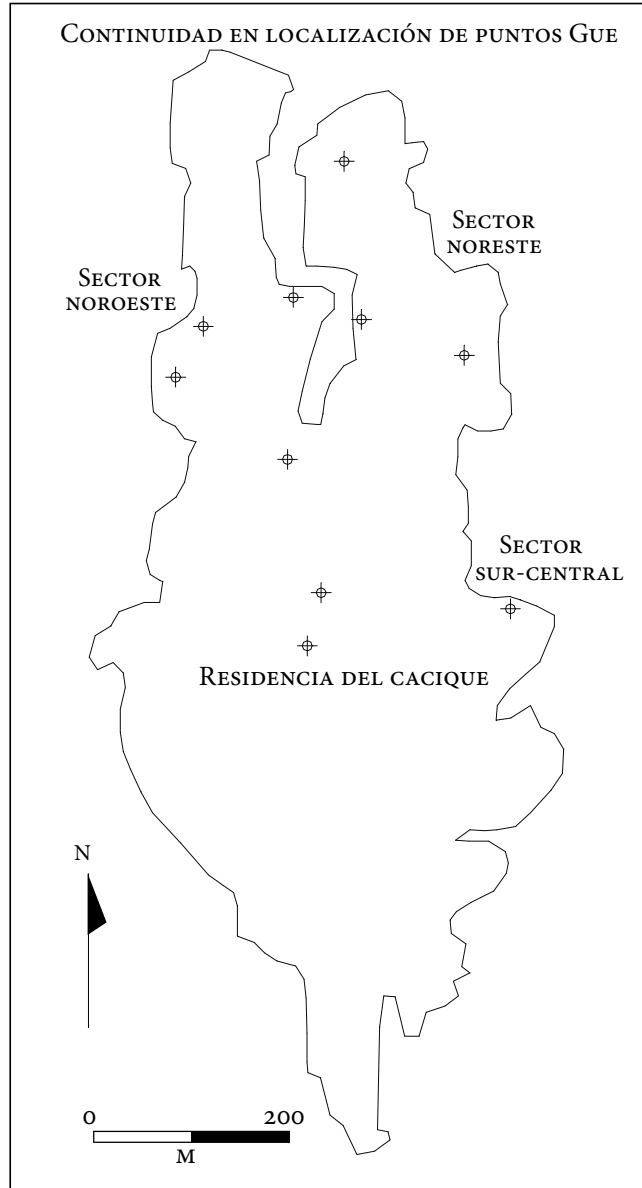 Continuidad en localización de puntos Gue
Sector
noreste
Sector
noroeste
Sector
sur-central
Residencia del cacique
N
0 200
M